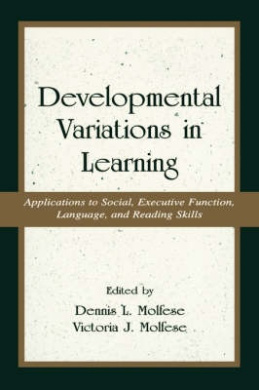 Developmental
Variations in
Learning
Applications to Social, Executive Function,
Language, and Reading Skills
Edited by
Dennis L. Molfese
Victoria J. Molfese